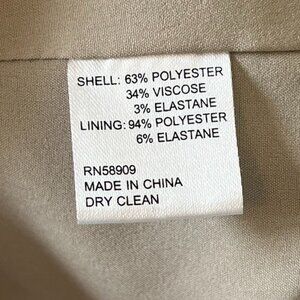 SHELL: 63% POLYESTER
34% VISCOSE
3% ELASTANE
LINING: 94% POLYESTER
6% ELASTANE
RN58909
MADE IN CHINA
DRY CLEAN